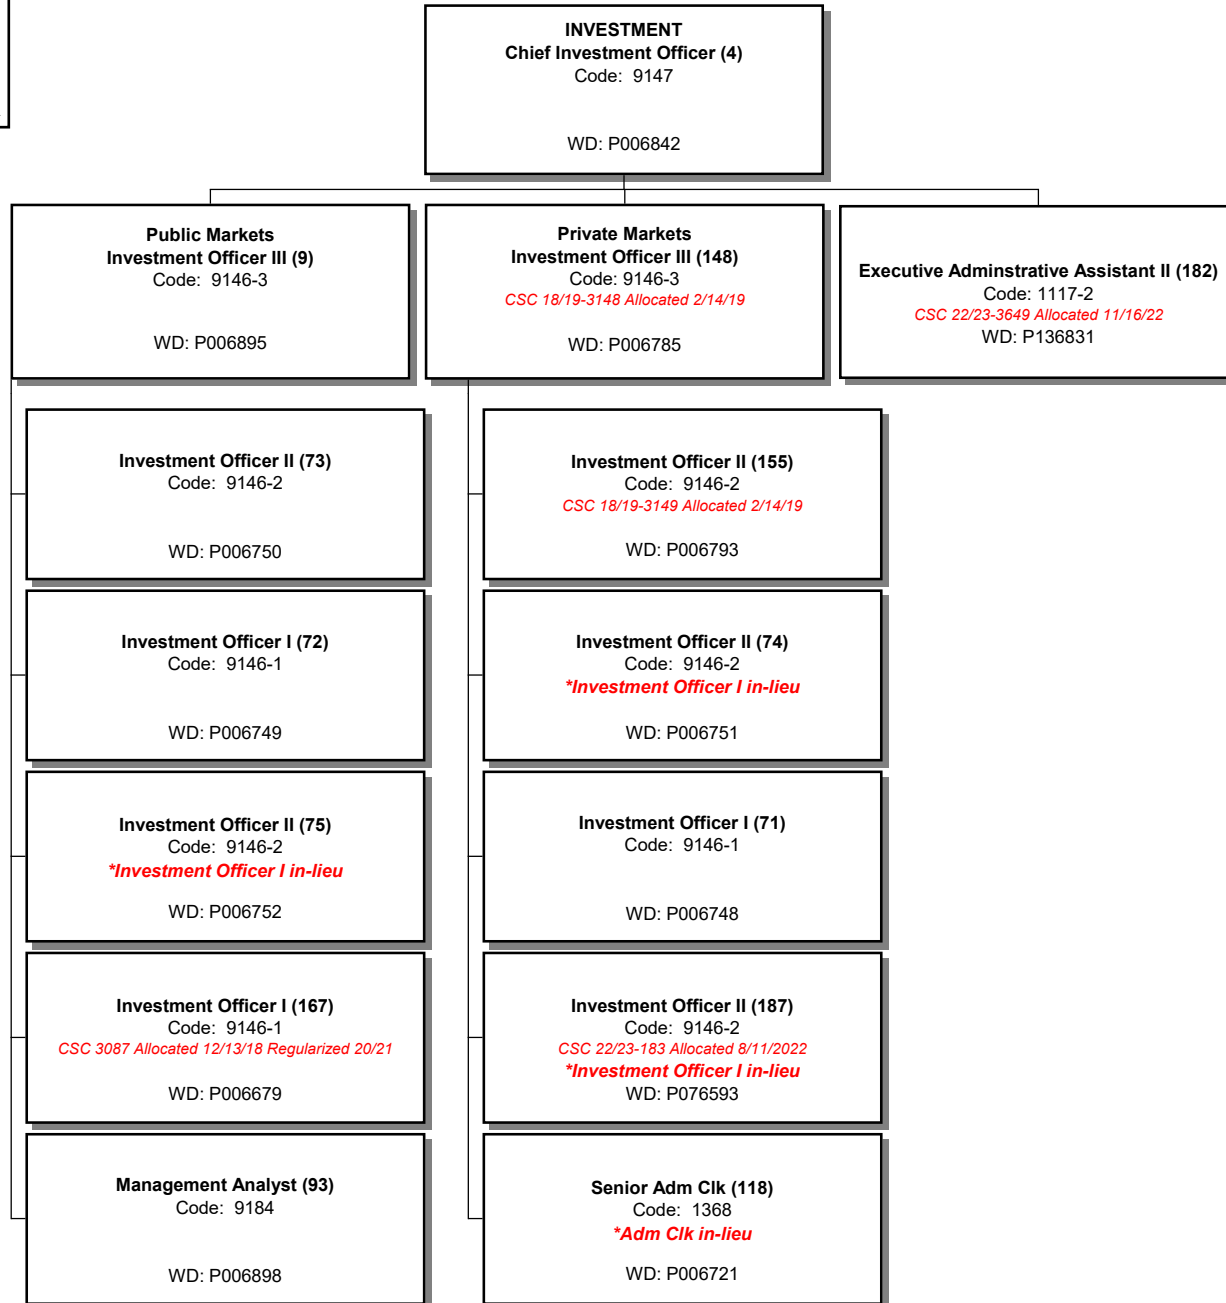 INVESTMENT
Chief Investment Officer (4)
Code: 9147
WD: P006842
Public Markets
Investment Officer III (9)
Code: 9146-3
WD: P006895
Private Markets
Investment Officer III (148)
Code: 9146-3
CSC 18/19-3148 Allocated 2/14/19
WD: P006785
Executive Adminstrative Assistant II (182)
Code: 1117-2
CSC 22/23-3649 Allocated 11/16/22
WD: P136831
Investment Officer II (73)
Code: 9146-2
WD: P006750
Investment Officer I (72)
Code: 9146-1
WD: P006749
Investment Officer II (75)
Code: 9146-2
*Investment Officer I in-lieu
WD: P006752
Investment Officer I (167)
Code: 9146-1
CSC 3087 Allocated 12/13/18 Regularized 20/21
WD: P006679
Management Analyst (93)
Code: 9184
WD: P006898
Investment Officer II (155)
Code: 9146-2
CSC 18/19-3149 Allocated 2/14/19
WD: P006793
Investment Officer II (74)
Code: 9146-2
*Investment Officer I in-lieu
WD: P006751
Investment Officer I (71)
Code: 9146-1
WD: P006748
Investment Officer II (187)
Code: 9146-2
CSC 22/23-183 Allocated 8/11/2022
*Investment Officer I in-lieu
WD: P076593
Senior Adm Clk (118)
Code: 1368
*Adm Clk in-lieu
WD: P006721